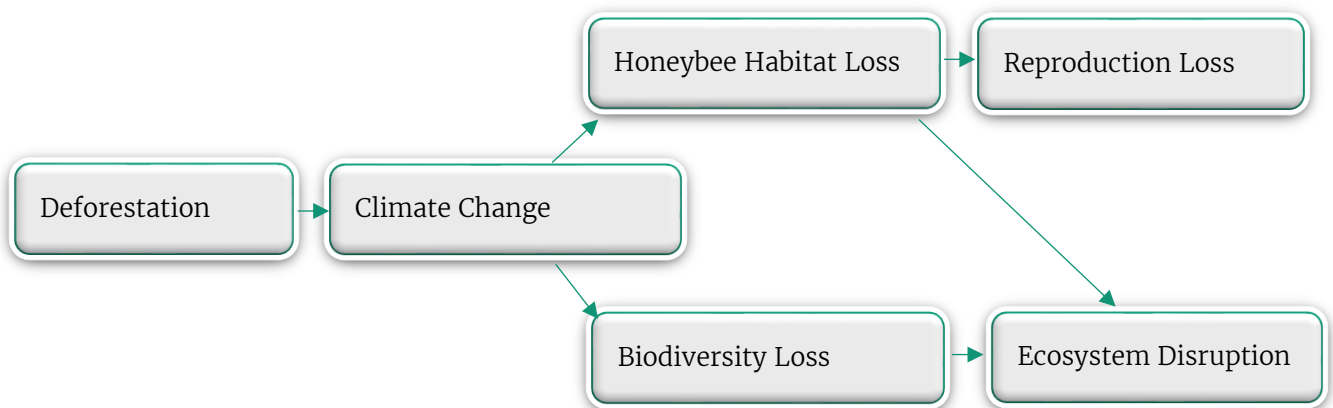 Honeybee Habitat Loss
Reproduction Loss
Deforestation
Climate Change
Biodiversity Loss
Ecosystem Disruption